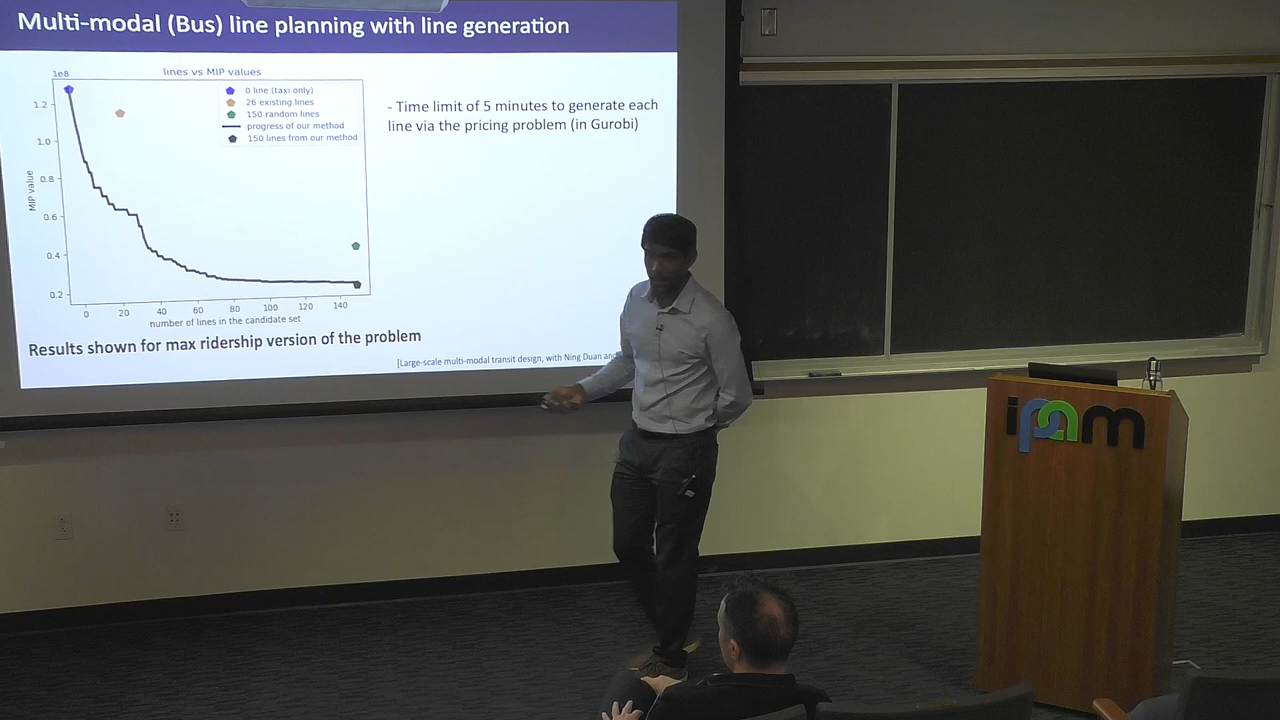 Multi-modal (Bus) line planning with line generation
lines vs MIP values
1e8
0 line (taxi only)
26 existing lines
150 random lines
progress of our method
150 lines from our method
MIP value
1.2
1.0
0.8
0.6
0.4
0.2
0 20 40 60 80 100 120 140
number of lines in the candidate set
- Time limit of 5 minutes to generate each
line via the pricing problem (in Gurobi)
Results shown for max ridership version of the problem
[Large-scale multi-modal transit design, with Ning Duan and
ipam